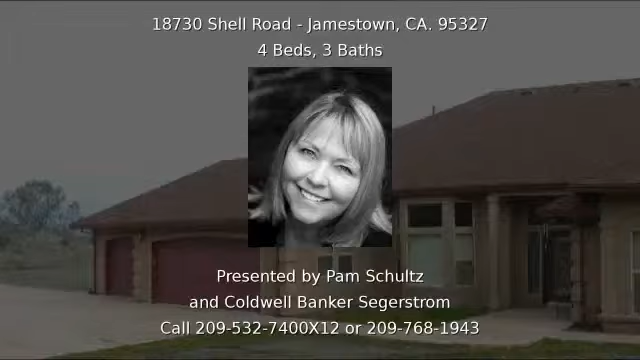 18730 Shell Road - Jamestown, CA. 95327
4 Beds, 3 Baths
Presented by Pam Schultz
and Coldwell Banker Segerstrom
Call 209-532-7400X12 or 209-768-1943